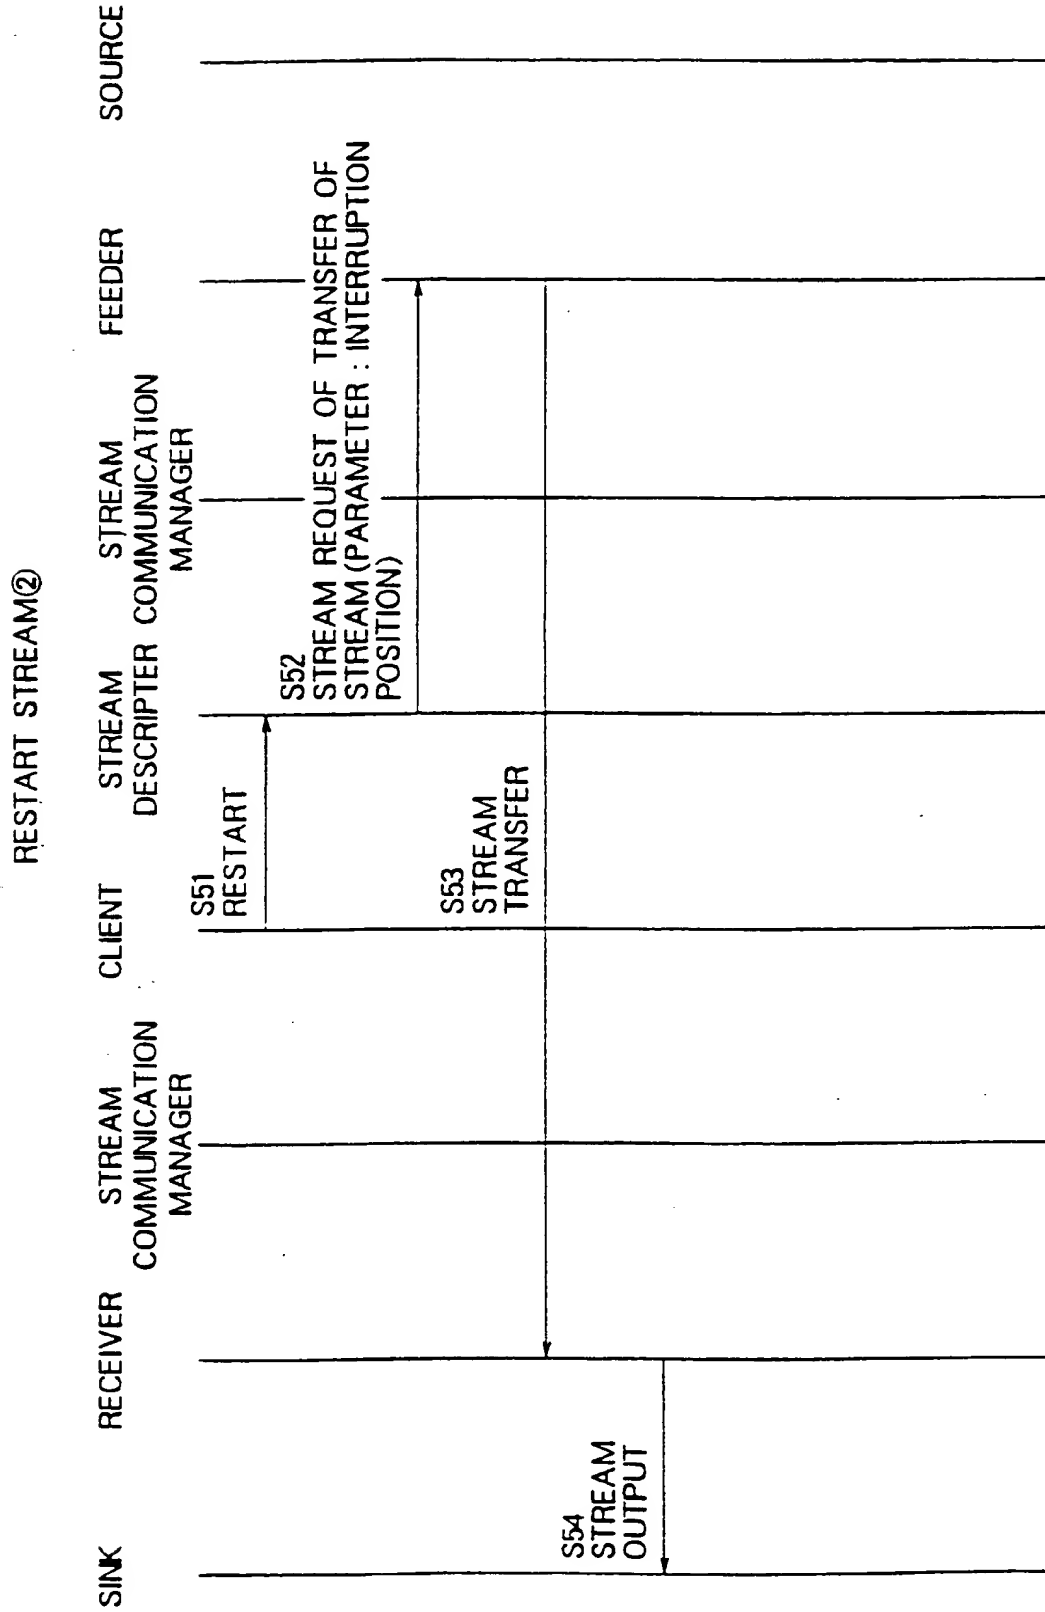 RESTART STREAM②
SINK
RECEIVER
STREAM
COMMUNICATION
MANAGER
CLIENT
STREAM
DESCRIPTER
STREAM
COMMUNICATION
MANAGER
FEEDER
SOURCE
S51
RESTART
S52
STREAM REQUEST OF TRANSFER OF
STREAM (PARAMETER : INTERRUPTION
POSITION)
S53
STREAM
TRANSFER
S54
STREAM
OUTPUT